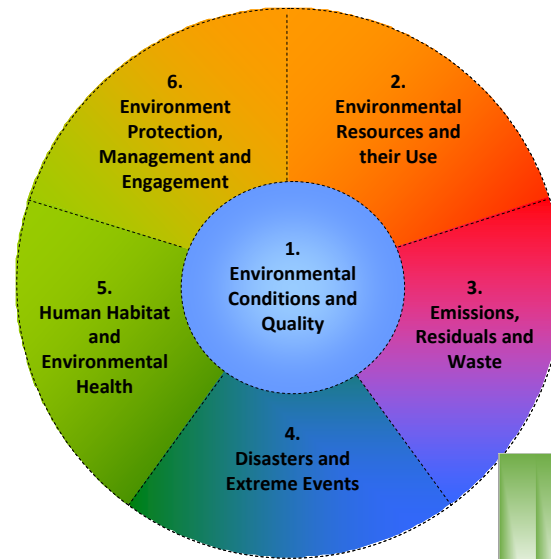 1.
Environmental
Conditions and
Quality
2.
Environmental
Resources and
their Use
3.
Emissions,
Residuals and
Waste
4.
Disasters and
Extreme Events
5.
Human Habitat
and
Environmental
Health
6.
Environment
Protection,
Management and
Engagement